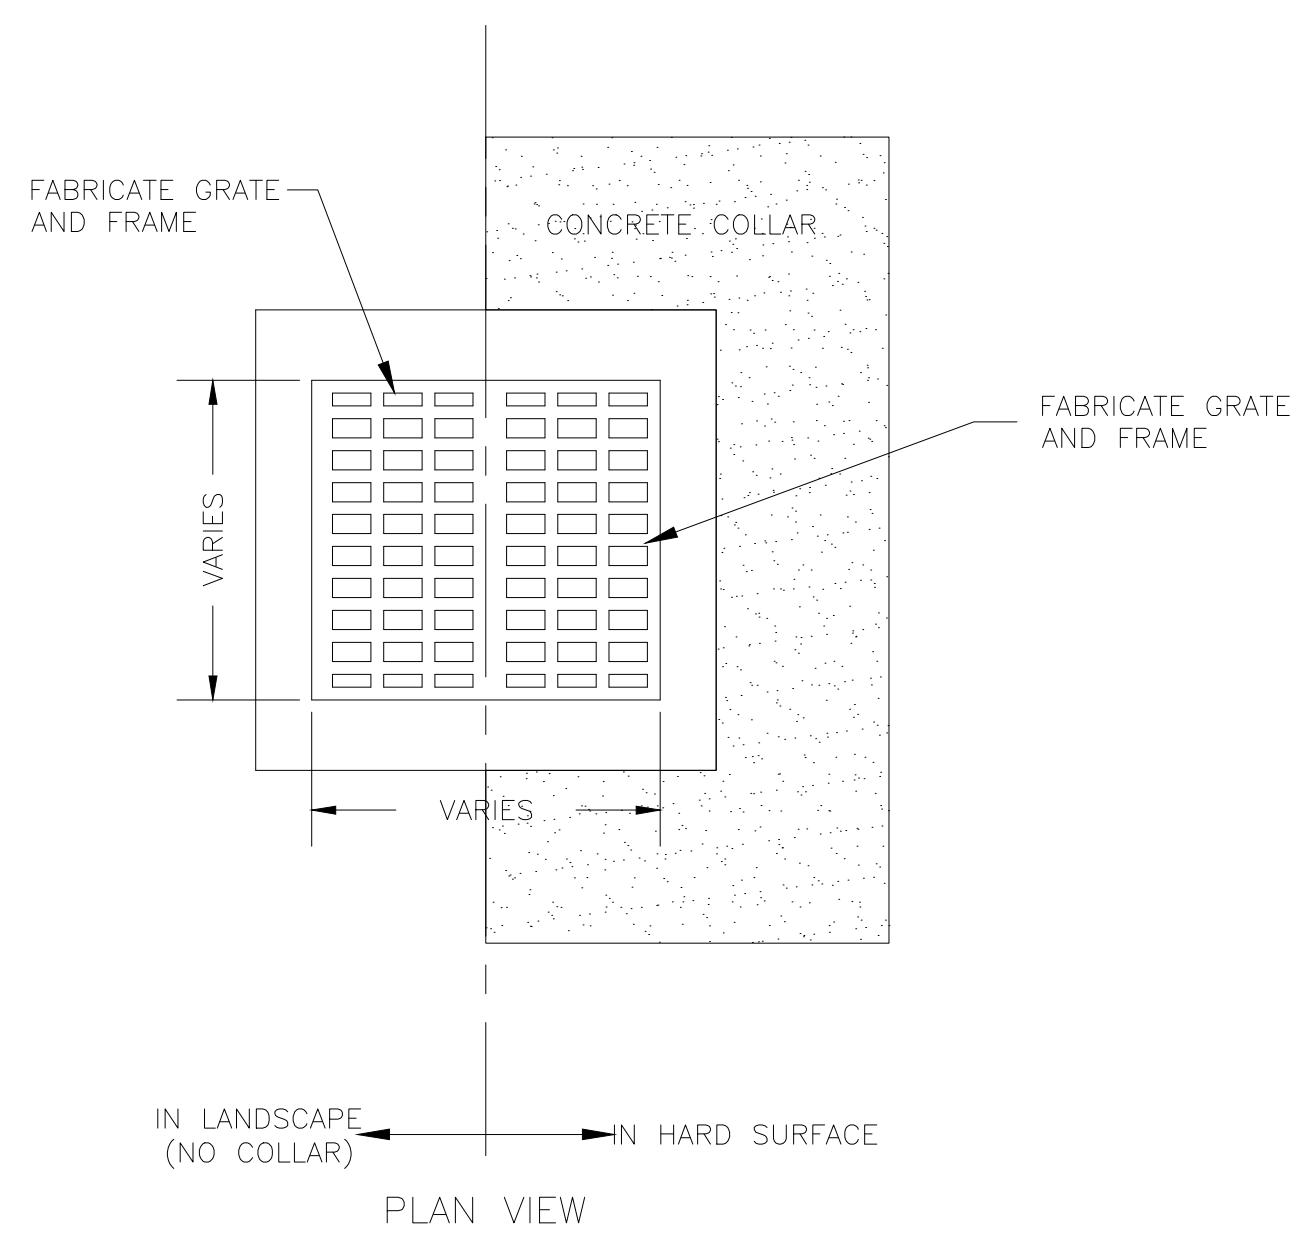 FABRICATE GRATE
AND FRAME
CONCRETE COLLAR
FABRICATE GRATE
AND FRAME
VARIES
VARIES
IN LANDSCAPE
(NO COLLAR)
IN HARD SURFACE
PLAN VIEW